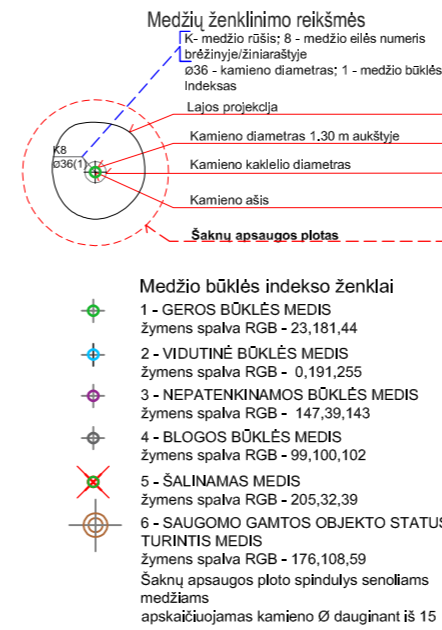 Medžių ženklinimo reikšmės
K- medžio rūšis; 8 - medžio eilės numeris
brėžinyje/žiniaraštyje
ø36 - kamieno diametras; 1 - medžio būklės
Indeksas
Lajos projekcija
Kamieno diametras 1.30 m aukštyje
K8
ø36(1)
Kamieno kaklelio diametras
Kamieno ašis
Šaknų apsaugos plotas
Medžio būklės indekso ženklai
1 - GEROS BŪKLĖS MEDIS
žymens spalva RGB - 23,181,44
2 - VIDUTINĖ BŪKLĖS MEDIS
žymens spalva RGB - 0,191,255
3 - NEPATENKINAMOS BŪKLĖS MEDIS
žymens spalva RGB - 147,39,143
4 - BLOGOS BŪKLĖS MEDIS
žymens spalva RGB - 99,100,102
5 - ŠALINAMAS MEDIS
žymens spalva RGB - 205,32,39
6 - SAUGOMO GAMTOS OBJEKTO STATUS
TURINTIS MEDIS
žymens spalva RGB - 176,108,59
Šaknų apsaugos ploto spindulys senoliams
medžiams
apskaičiuojamas kamieno Ø dauginant iš 15